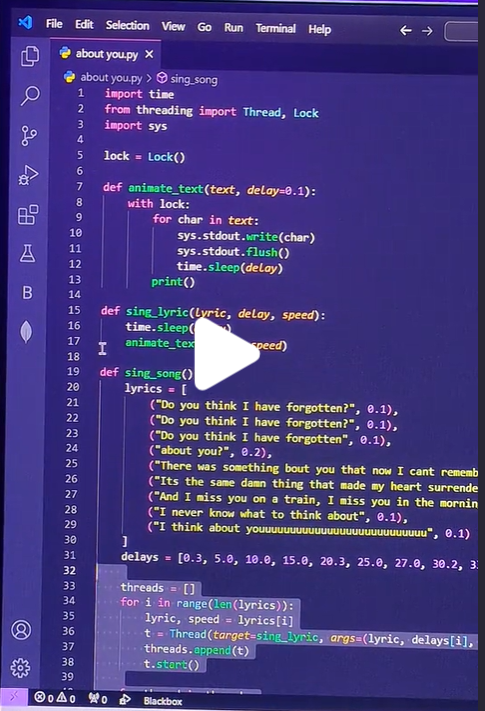 File Edit Selection View Go Run Terminal Help
about you.py
about you.py > sing_song
1 import time
2 from threading import Thread, Lock
3 import sys
4
5 lock = Lock()
6
7 def animate_text(text, delay=0.1):
8 with lock:
9 for char in text:
10 sys.stdout.write(char)
11 sys.stdout.flush()
12 time.sleep(delay)
13 print()
14
15 def sing_lyric(lyric, delay, speed):
16 time.sleep(
17 animate_tex speed)
18
19 def sing_song()
20 lyrics = [
21 ("Do you think I have forgotten?", 0.1),
22 ("Do you think I have forgotten?", 0.1),
23 ("Do you think I have forgotten", 0.1),
24 ("about you?", 0.2),
25 ("There was something bout you that now I cant rememb
26 ("Its the same damn thing that made my heart surrende
27 ("And I miss you on a train, I miss you in the mornin
28 ("I never know what to think about", 0.1),
29 ("I think about youuuuuuuuuuuuuuuuuuuuuuuuuuuu", 0.1)
30 ]
31 delays = [0.3, 5.0, 10.0, 15.0, 20.3, 25.0, 27.0, 30.2, 3
32
33 threads = []
34 for i in range(len(lyrics)):
35 lyric, speed = lyrics[i]
36 t = Thread(target=sing_lyric, args=(lyric, delays[i],
37 threads.append(t)
38 t.start()
39
0 0 0 Blackbox